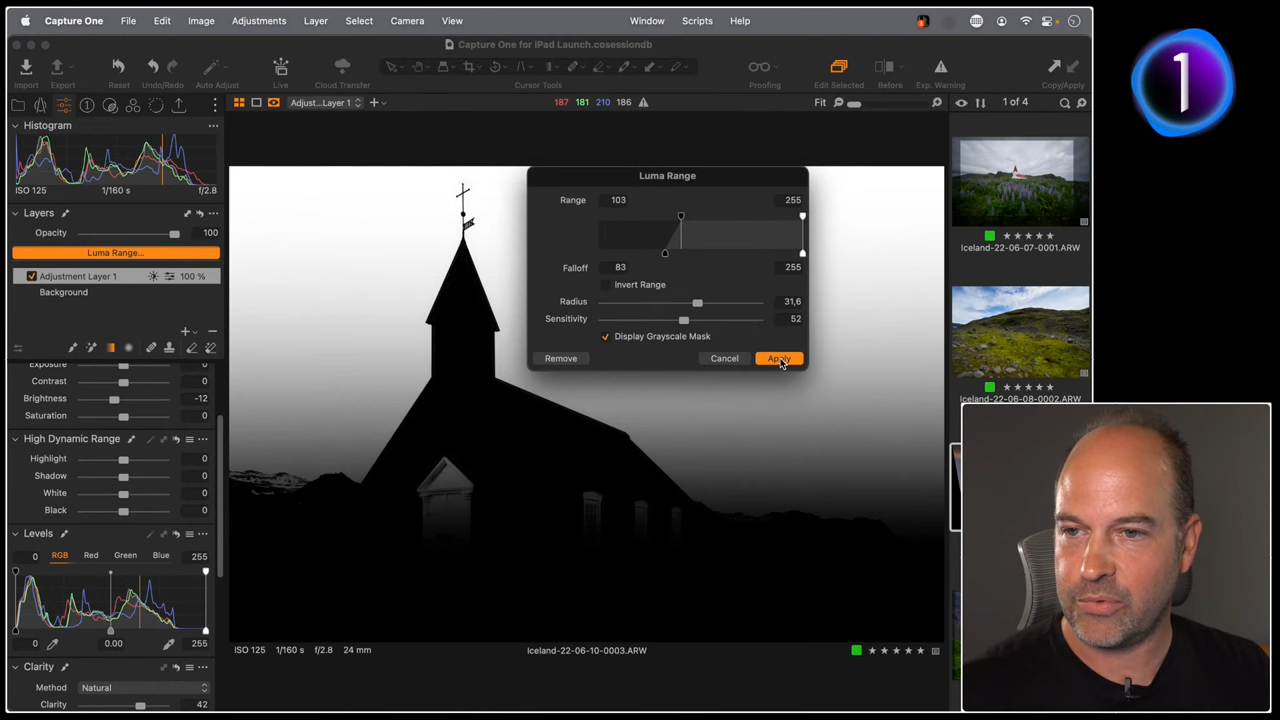 Capture One File Edit Image Adjustments Layer Select Camera View Window Scripts Help
Capture One for iPad Launch.cosessiondb
Import Export Reset Undo/Redo Auto Adjust Live Cloud Transfer Cursor Tools Proofing Edit Selected Before Exp. Warning Copy/Apply
Adjust...Layer 1 187 181 210 186 Fit 1 of 4
Histogram
ISO 125 1/160 s f/2.8
Layers
Opacity 100
Luma Range...
Adjustment Layer 1 100 %
Background
Exposure
Contrast 0
Brightness -12
Saturation 0
High Dynamic Range
Highlight 0
Shadow 0
White 0
Black 0
Levels
0 RGB Red Green Blue 255
0 0.00 255
Clarity
Method Natural
Clarity 42
Luma Range
Range 103 255
Falloff 83 255
Invert Range
Radius 31,6
Sensitivity 52
Display Grayscale Mask
Remove Cancel Apply
ISO 125 1/160 s f/2.8 24 mm Iceland-22-06-10-0003.ARW
Iceland-22-06-07-0001.ARW
Iceland-22-06-08-0002.ARW
1